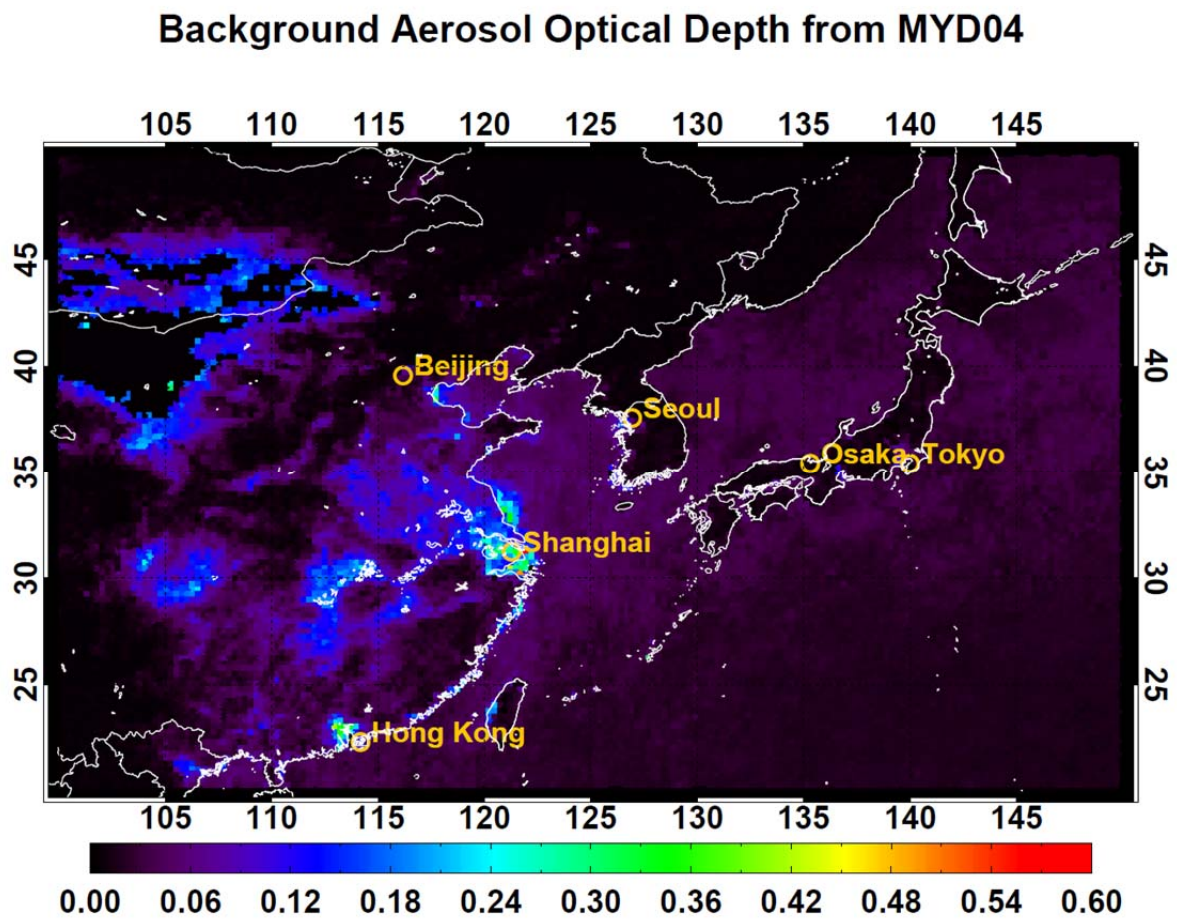 Background Aerosol Optical Depth from MYD04
105 110 115 120 125 130 135 140 145
45 45
40 40
Beijing
Seoul
35 Osaka Tokyo 35
Shanghai
30 30
25 25
Hong Kong
105 110 115 120 125 130 135 140 145
0.00 0.06 0.12 0.18 0.24 0.30 0.36 0.42 0.48 0.54 0.60